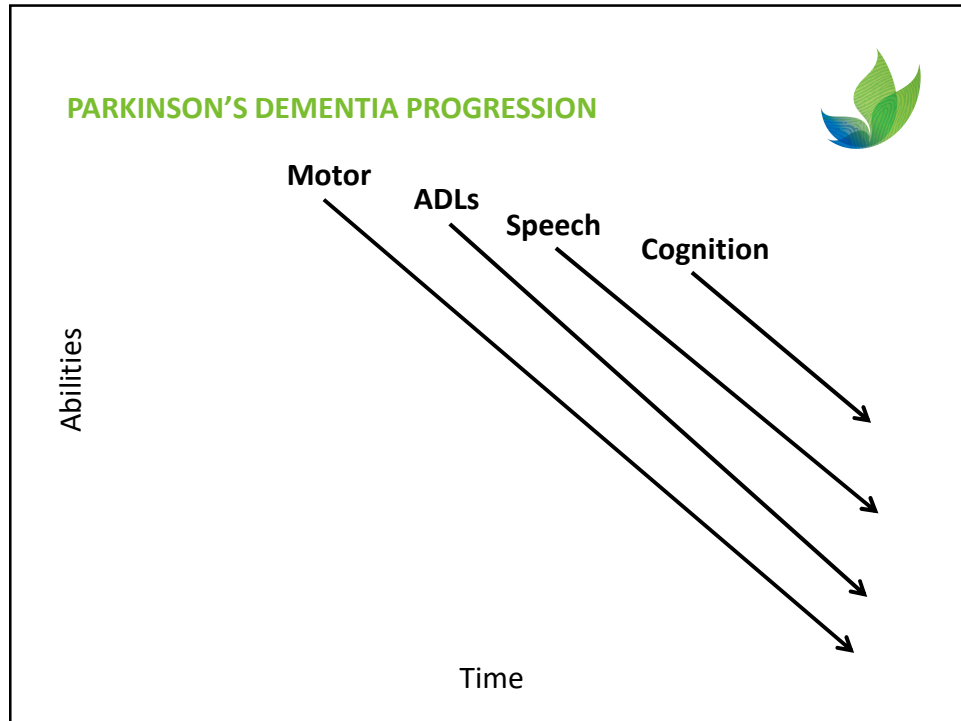 PARKINSON’S DEMENTIA PROGRESSION
Motor
ADLs
Speech
Cognition
Abilities
Time